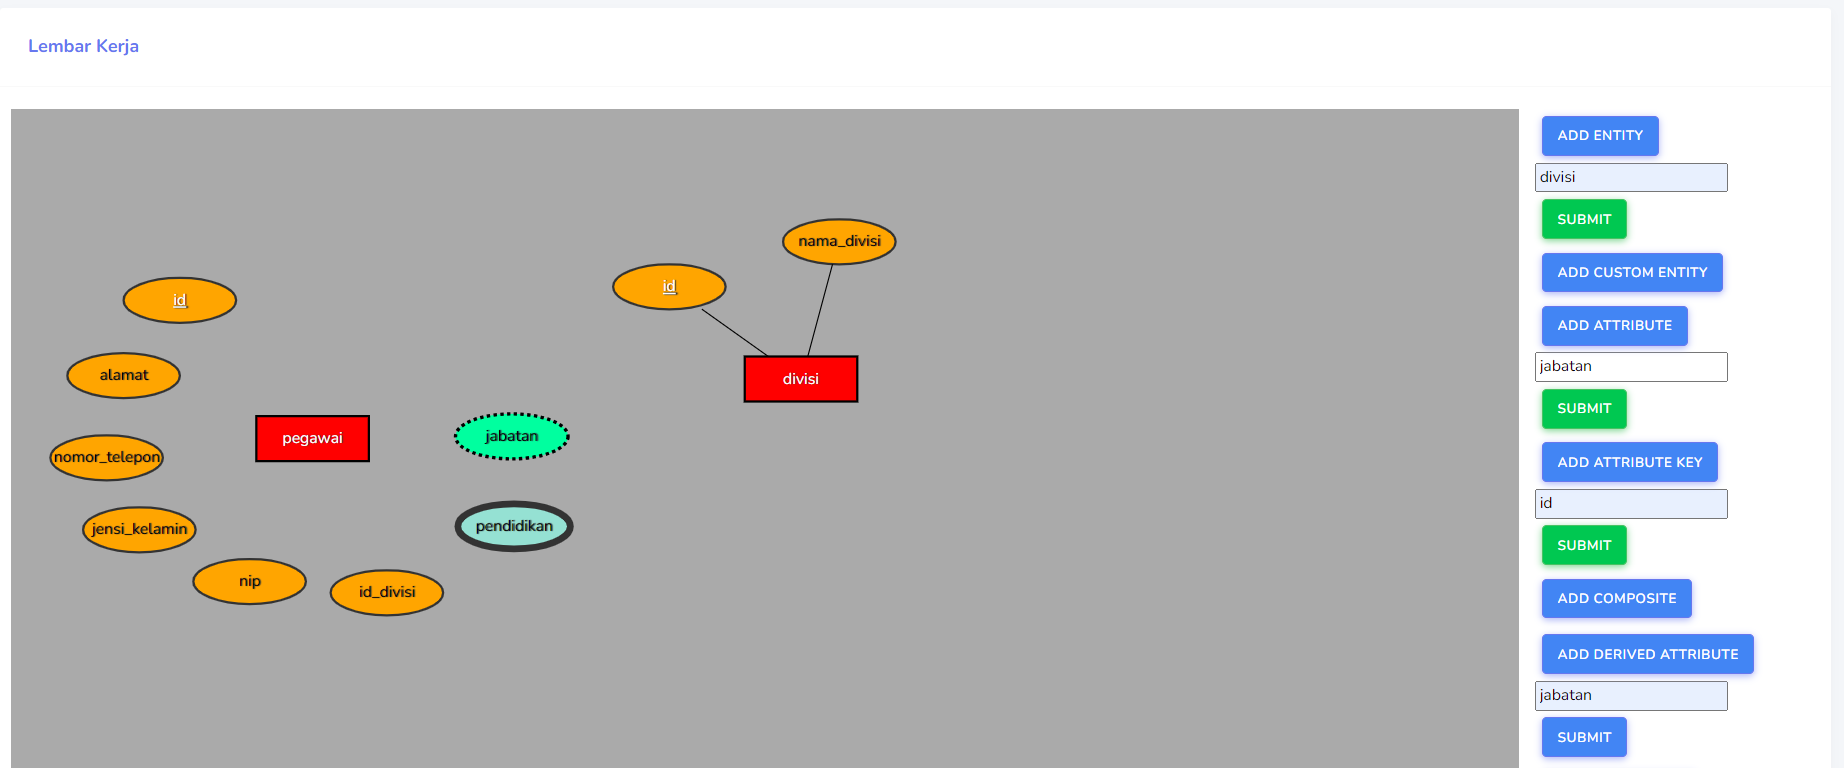 Lembar Kerja
nama_divisi
id
id
divisi
alamat
pegawai
jabatan
nomor_telepon
pendidikan
jensi_kelamin
nip
id_divisi
ADD ENTITY
divisi
SUBMIT
ADD CUSTOM ENTITY
ADD ATTRIBUTE
jabatan
SUBMIT
ADD ATTRIBUTE KEY
id
SUBMIT
ADD COMPOSITE
ADD DERIVED ATTRIBUTE
jabatan
SUBMIT